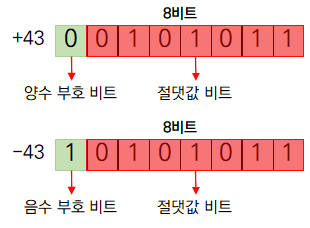 8비트
+43 0 0 1 0 1 0 1 1
양수 부호 비트 절댓값 비트
8비트
-43 1 0 1 0 1 0 1 1
음수 부호 비트 절댓값 비트